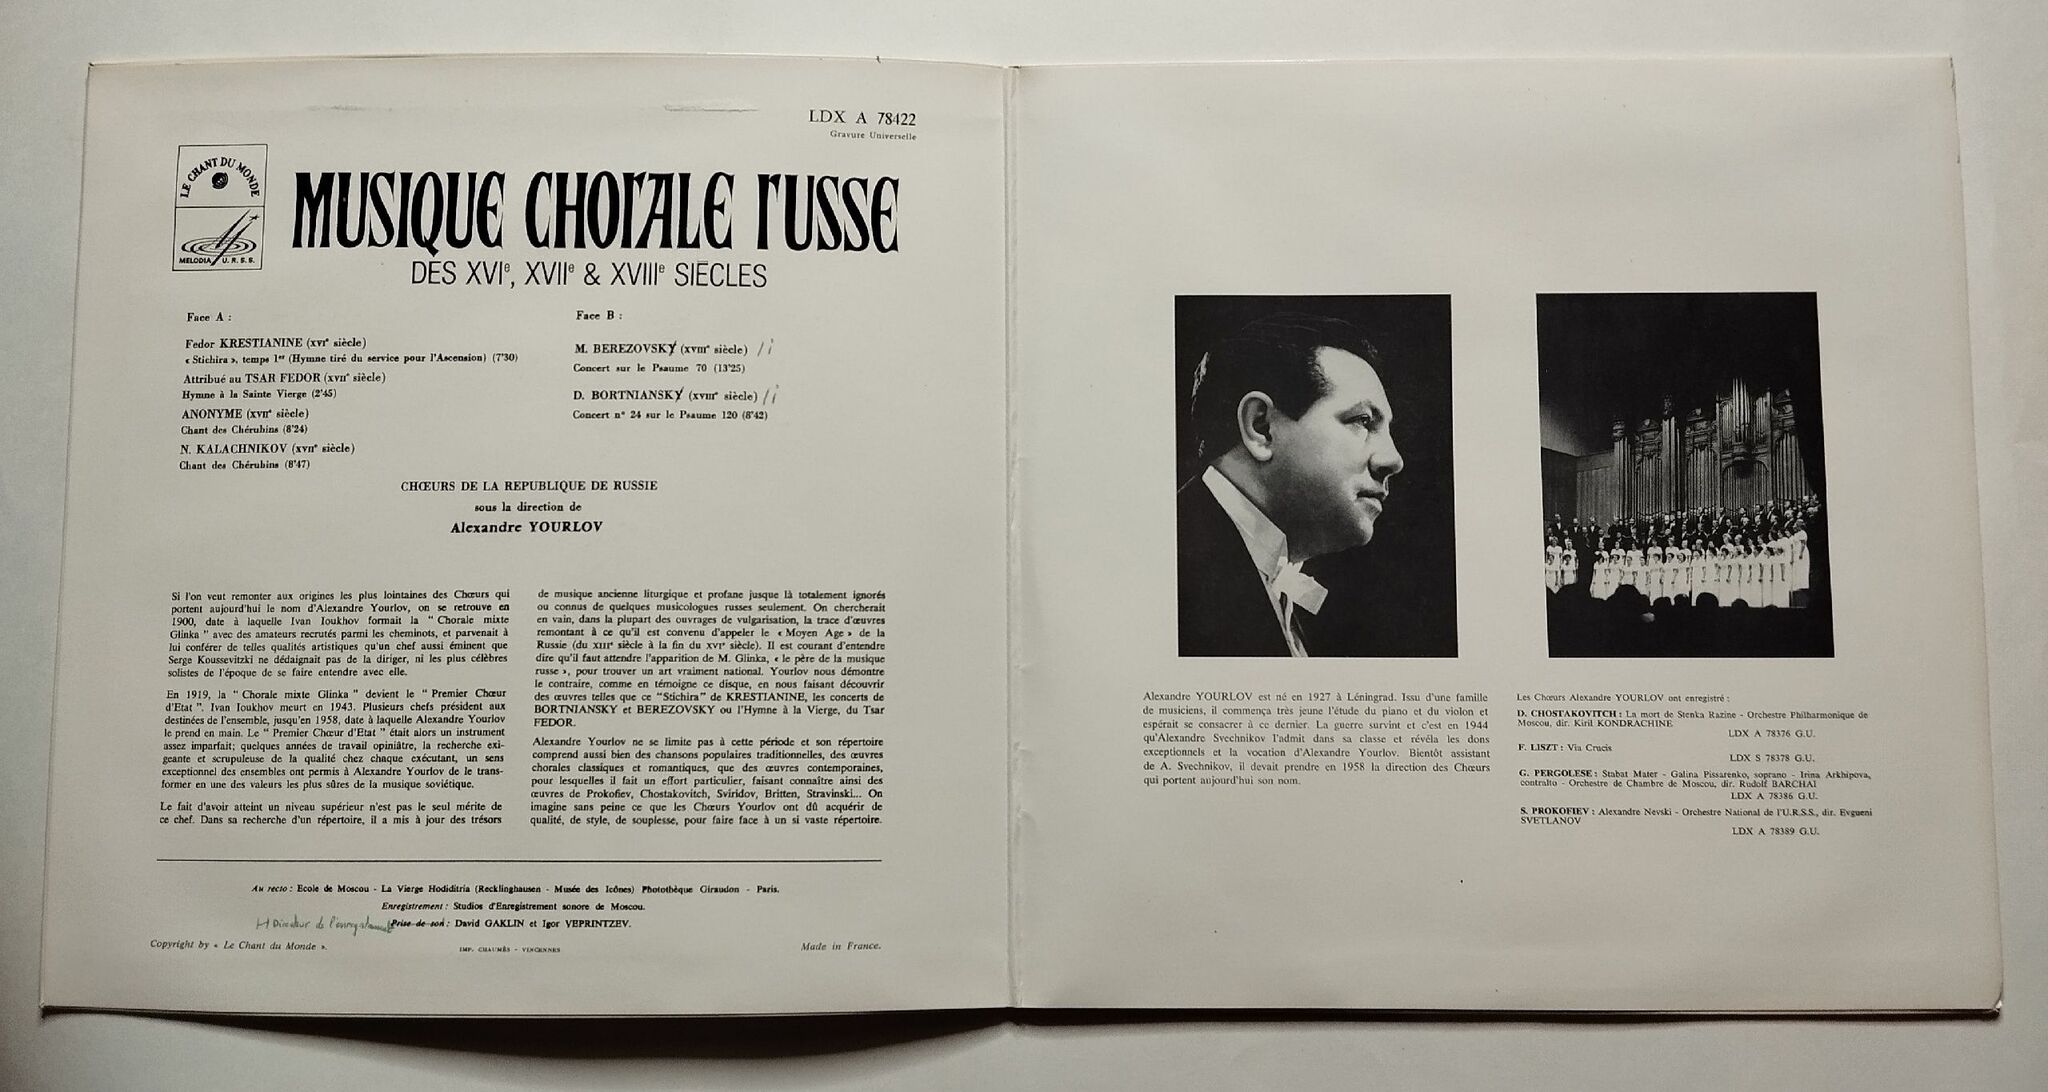 LDX A 78422
Gravure Universelle
LE CHANT DU MONDE
MELODIA U.R.S.S.
MUSIQUE CHORALE RUSSE
DES XVIe, XVIIe & XVIIIe SIÈCLES
Face A :
Fedor KRESTIANINE (XVIe siècle)
« Stichira », temps 1er (Hymne tiré du service pour l'Ascension) (7'30)
Attribué au TSAR FEDOR (XVIIe siècle)
Hymne à la Sainte Vierge (2'45)
ANONYME (XVIIe siècle)
Chant des Chérubins (8'24)
N. KALACHNIKOV (XVIIe siècle)
Chant des Chérubins (8'47)
Face B :
M. BEREZOVSKY (XVIIIe siècle) /i
Concert sur le Psaume 70 (13'25)
D. BORTNIANSKY (XVIIIe siècle) /i
Concert n° 24 sur le Psaume 120 (8'42)
CHŒURS DE LA REPUBLIQUE DE RUSSIE
sous la direction de
Alexandre YOURLOV
Si l'on veut remonter aux origines les plus lointaines des Chœurs qui
portent aujourd'hui le nom d'Alexandre Yourlov, on se retrouve en
1900, date à laquelle Ivan Ioukhov formait la " Chorale mixte
Glinka " avec des amateurs recrutés parmi les cheminots, et parvenait à
lui conférer de telles qualités artistiques qu'un chef aussi éminent que
Serge Koussevitzki ne dédaignait pas de la diriger, ni les plus célèbres
solistes de l'époque de se faire entendre avec elle.
En 1919, la " Chorale mixte Glinka " devient le " Premier Chœur
d'Etat ". Ivan Ioukhov meurt en 1943. Plusieurs chefs président aux
destinées de l'ensemble, jusqu'en 1958, date à laquelle Alexandre Yourlov
le prend en main. Le " Premier Chœur d'Etat " était alors un instrument
assez imparfait; quelques années de travail opiniâtre, la recherche exi-
geante et scrupuleuse de la qualité chez chaque exécutant, un sens
exceptionnel des ensembles ont permis à Alexandre Yourlov de le trans-
former en une des valeurs les plus sûres de la musique soviétique.
Le fait d'avoir atteint un niveau supérieur n'est pas le seul mérite de
ce chef. Dans sa recherche d'un répertoire, il a mis à jour des trésors
de musique ancienne liturgique et profane jusque là totalement ignorés
ou connus de quelques musicologues russes seulement. On chercherait
en vain, dans la plupart des ouvrages de vulgarisation, la trace d'œuvres
remontant à ce qu'il est convenu d'appeler le « Moyen Age » de la
Russie (du XIIIe siècle à la fin du XVIe siècle). Il est courant d'entendre
dire qu'il faut attendre l'apparition de M. Glinka, « le père de la musique
russe », pour trouver un art vraiment national. Yourlov nous démontre
le contraire, comme en témoigne ce disque, en nous faisant découvrir
des œuvres telles que ce "Stichira" de KRESTIANINE, les concerts de
BORTNIANSKY et BEREZOVSKY ou l'Hymne à la Vierge, du Tsar
FEDOR.
Alexandre Yourlov ne se limite pas à cette période et son répertoire
comprend aussi bien des chansons populaires traditionnelles, des œuvres
chorales classiques et romantiques, que des œuvres contemporaines,
pour lesquelles il fait un effort particulier, faisant connaître ainsi des
œuvres de Prokofiev, Chostakovitch, Sviridov, Britten, Stravinski... On
imagine sans peine ce que les Chœurs Yourlov ont dû acquérir de
qualité, de style, de souplesse, pour faire face à un si vaste répertoire.
Au recto : Ecole de Moscou - La Vierge Hodiditria (Recklinghausen - Musée des Icônes) Photothèque Giraudon - Paris.
Enregistrement : Studios d'Enregistrement sonore de Moscou.
H Directeur de l'enregistrement Prise de son : David GAKLIN et Igor VEPRINTZEV.
Copyright by « Le Chant du Monde ».
IMP. CHAUMÈS - VINCENNES
Made in France.
Alexandre YOURLOV est né en 1927 à Léningrad. Issu d'une famille
de musiciens, il commença très jeune l'étude du piano et du violon et
espérait se consacrer à ce dernier. La guerre survint et c'est en 1944
qu'Alexandre Svechnikov l'admit dans sa classe et révéla les dons
exceptionnels et la vocation d'Alexandre Yourlov. Bientôt assistant
de A. Svechnikov, il devait prendre en 1958 la direction des Chœurs
qui portent aujourd'hui son nom.
Les Chœurs Alexandre YOURLOV ont enregistré :
D. CHOSTAKOVITCH : La mort de Stenka Razine - Orchestre Philharmonique de
Moscou, dir. Kiril KONDRACHINE
LDX A 78376 G.U.
F. LISZT : Via Crucis
LDX S 78378 G.U.
G. PERGOLESE : Stabat Mater - Galina Pissarenko, soprano - Irina Arkhipova,
contralto - Orchestre de Chambre de Moscou, dir. Rudolf BARCHAI
LDX A 78386 G.U.
S. PROKOFIEV : Alexandre Nevski - Orchestre National de l'U.R.S.S., dir. Evgueni
SVETLANOV
LDX A 78389 G.U.